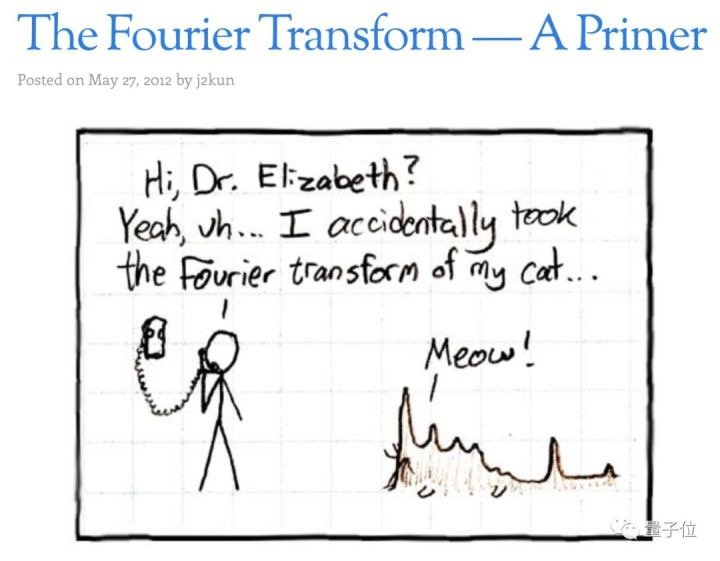 The Fourier Transform — A Primer
Posted on May 27, 2012 by j2kun
Hi, Dr. Elizabeth?
Yeah, uh... I accidentally took
the Fourier transform of my cat...
Meow!
量子位